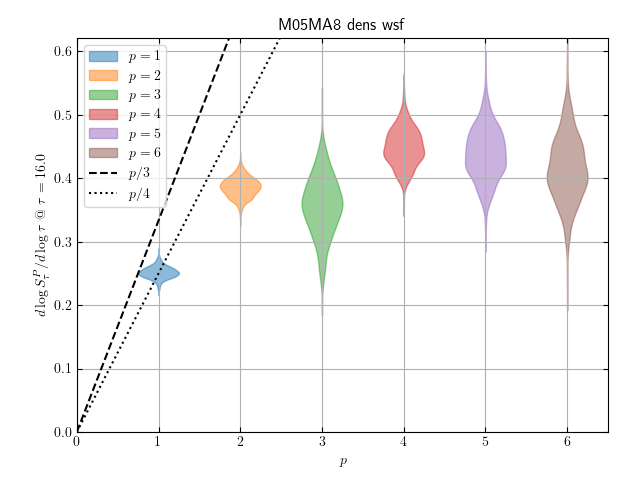 M05MA8 dens wsf
p = 1
p = 2
p = 3
p = 4
p = 5
p = 6
p/3
p/4
d log S_τ^P / d log τ @ τ = 16.0
0.6
0.5
0.4
0.3
0.2
0.1
0.0
0 1 2 3 4 5 6
p